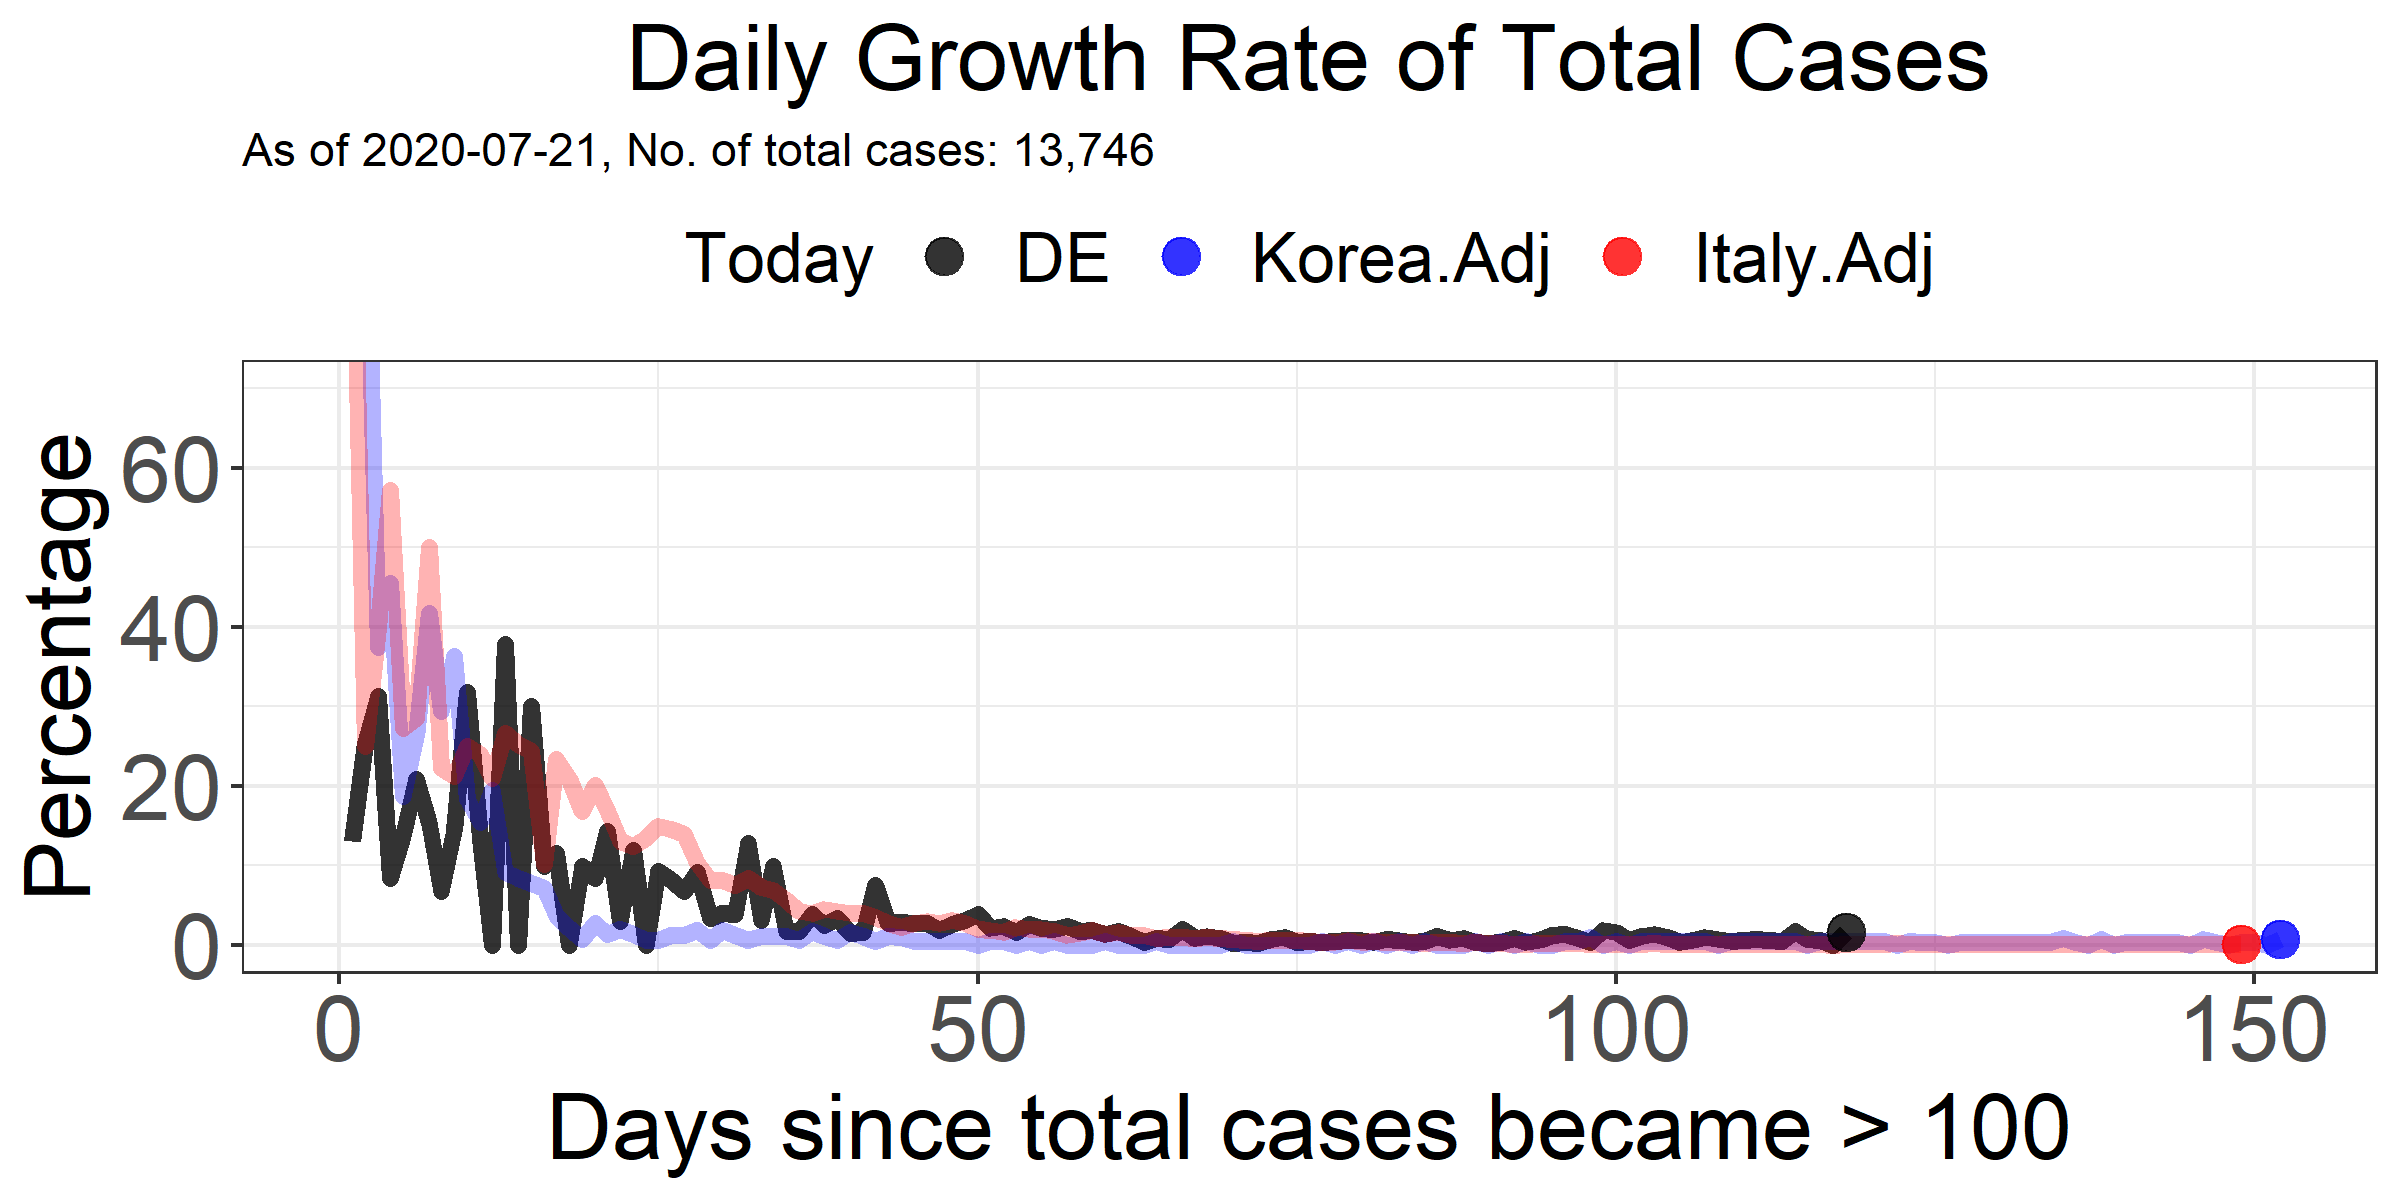 Daily Growth Rate of Total Cases
As of 2020-07-21, No. of total cases: 13,746
Today DE Korea.Adj Italy.Adj
Percentage
60
40
20
0
0 50 100 150
Days since total cases became > 100